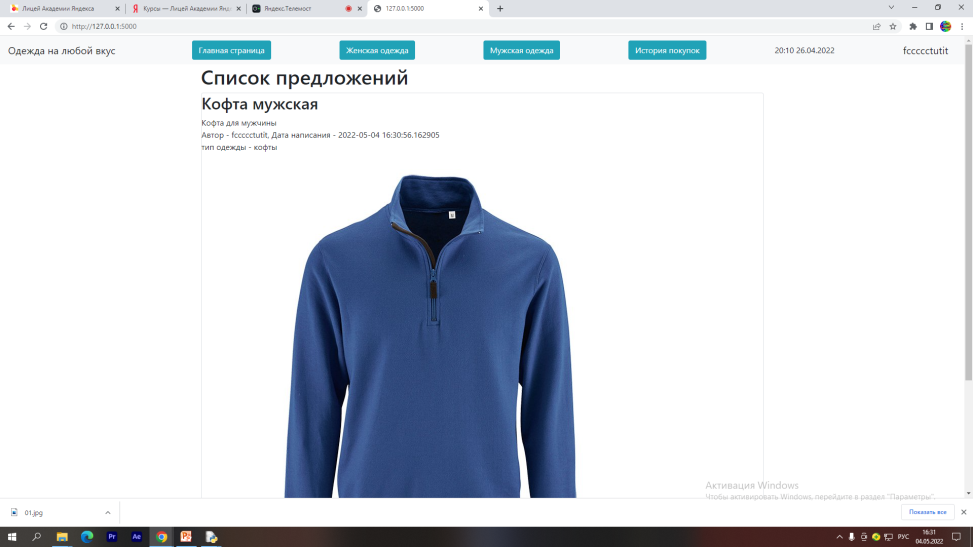 Лицей Академии Яндекса
Курсы — Лицей Академии Янд
Яндекс.Телемост
127.0.0.1:5000
http://127.0.0.1:5000
Одежда на любой вкус
Главная страница
Женская одежда
Мужская одежда
История покупок
20:10 26.04.2022
fccccctutit
Список предложений
Кофта мужская
Кофта для мужчины
Автор - fccccctutit, Дата написания - 2022-05-04 16:30:56.162905
тип одежды - кофты
Активация Windows
Чтобы активировать Windows, перейдите в раздел "Параметры".
01.jpg
Показать все
Pr
Ae
РУС
16:31
04.05.2022